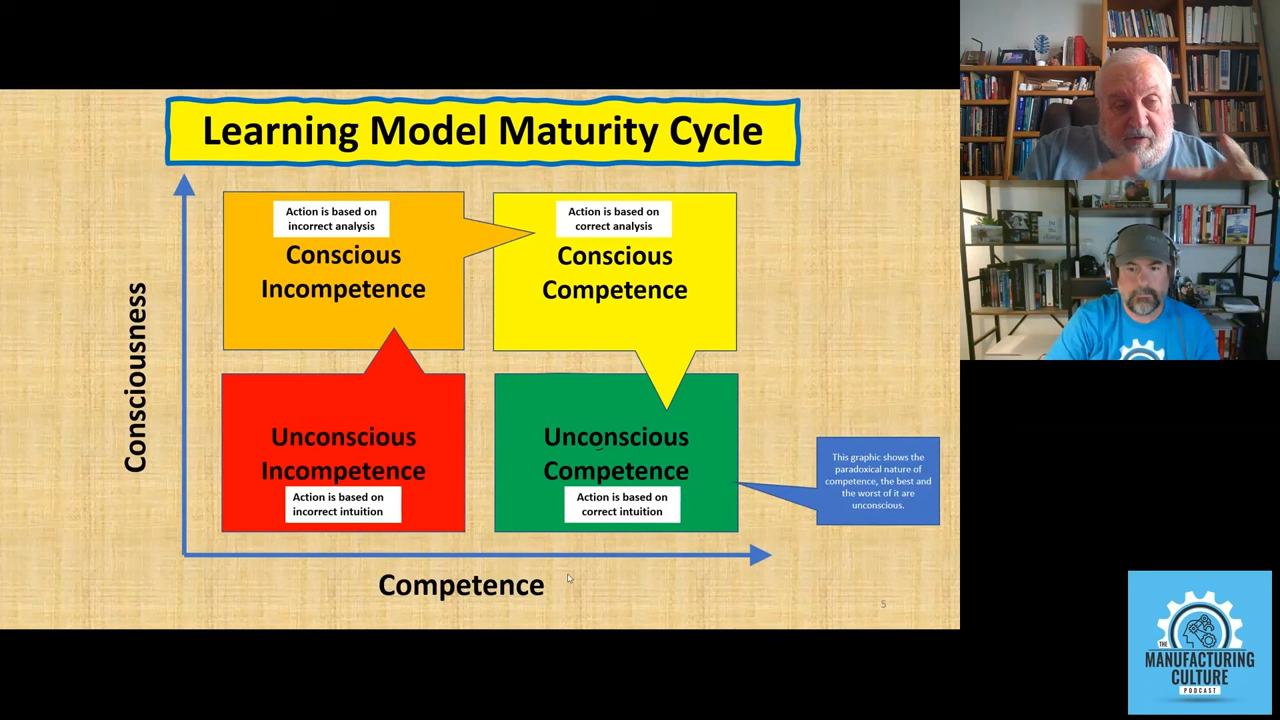 Learning Model Maturity Cycle
Consciousness
Action is based on
incorrect analysis
Conscious
Incompetence
Action is based on
correct analysis
Conscious
Competence
Unconscious
Incompetence
Action is based on
incorrect intuition
Unconscious
Competence
Action is based on
correct intuition
This graphic shows the
paradoxical nature of
competence, the best and
the worst of it are
unconscious.
Competence
5
THE
MANUFACTURING
CULTURE
PODCAST